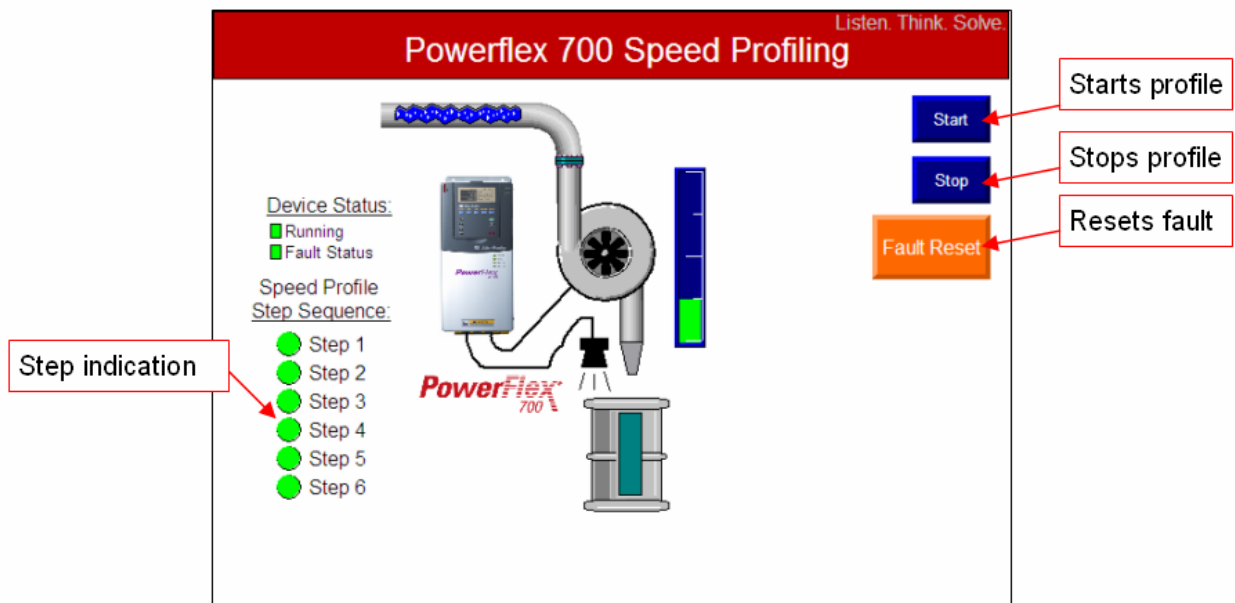 Listen. Think. Solve.
Powerflex 700 Speed Profiling
Starts profile
Start
Stops profile
Stop
Resets fault
Fault Reset
Device Status:
Running
Fault Status
PowerFlex
Speed Profile
Step Sequence:
Step indication
Step 1
Step 2
Step 3
Step 4
Step 5
Step 6
PowerFlex
700